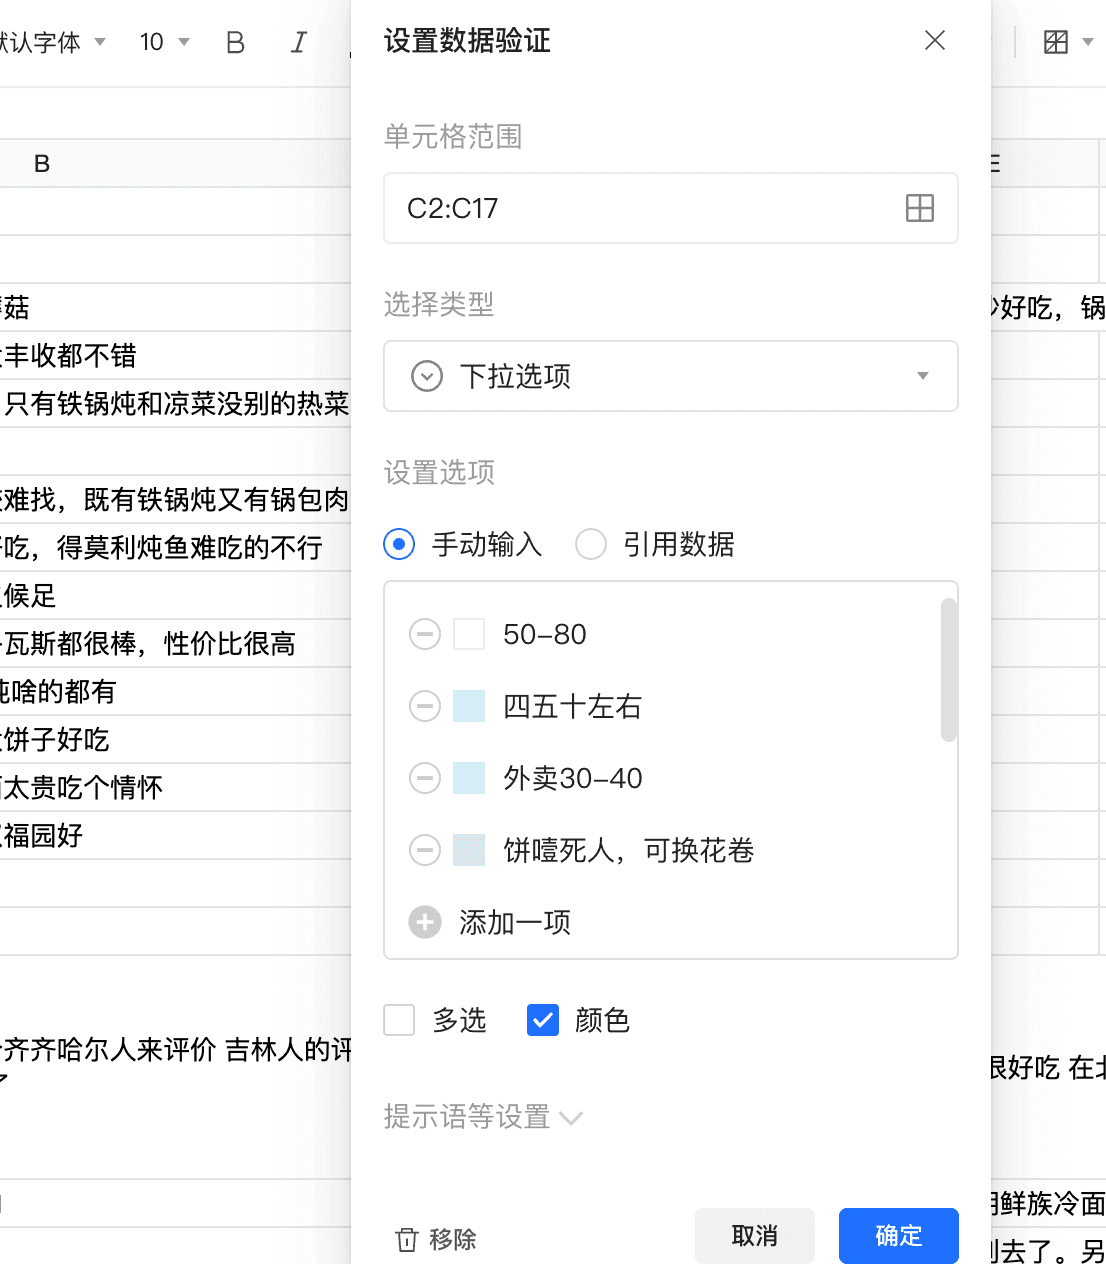 默认字体 10 B I
设置数据验证
单元格范围
C2:C17
选择类型
下拉选项
设置选项
手动输入 引用数据
50-80
四五十左右
外卖30-40
饼噎死人，可换花卷
添加一项
多选 颜色
提示语等设置
移除 取消 确定
B
菇
丰收都不错
只有铁锅炖和凉菜没别的热菜
难找，既有铁锅炖又有锅包肉
吃，得莫利炖鱼难吃的不行
候足
瓦斯都很棒，性价比很高
炖啥的都有
饼子好吃
太贵吃个情怀
福园好
齐齐哈尔人来评价 吉林人的评
了
E
好吃，锅
很好吃 在北
朝鲜族冷面
别去了。另